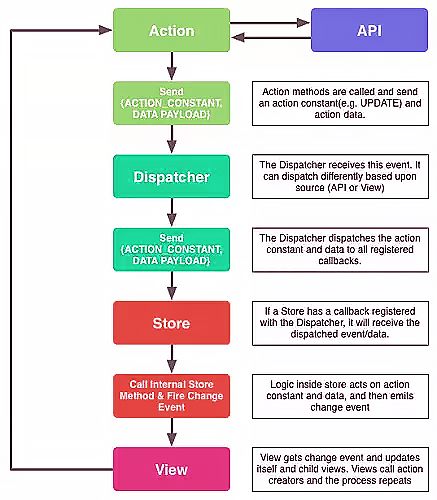 Action
API
Send
{ACTION_CONSTANT,
DATA PAYLOAD}
Action methods are called and send
an action constant(e.g. UPDATE) and
action data.
Dispatcher
The Dispatcher receives this event. It
can dispatch differently based upon
source (API or View)
Send
{ACTION_CONSTANT,
DATA PAYLOAD}
The Dispatcher dispatches the action
constant and data to all registered
callbacks.
Store
If a Store has a callback registered
with the Dispatcher, it will receive the
dispatched event/data.
Call Internal Store
Method & Fire Change
Event
Logic inside store acts on action
constant and data, and then emits
change event
View
View gets change event and updates
itself and child views. Views call action
creators and the process repeats